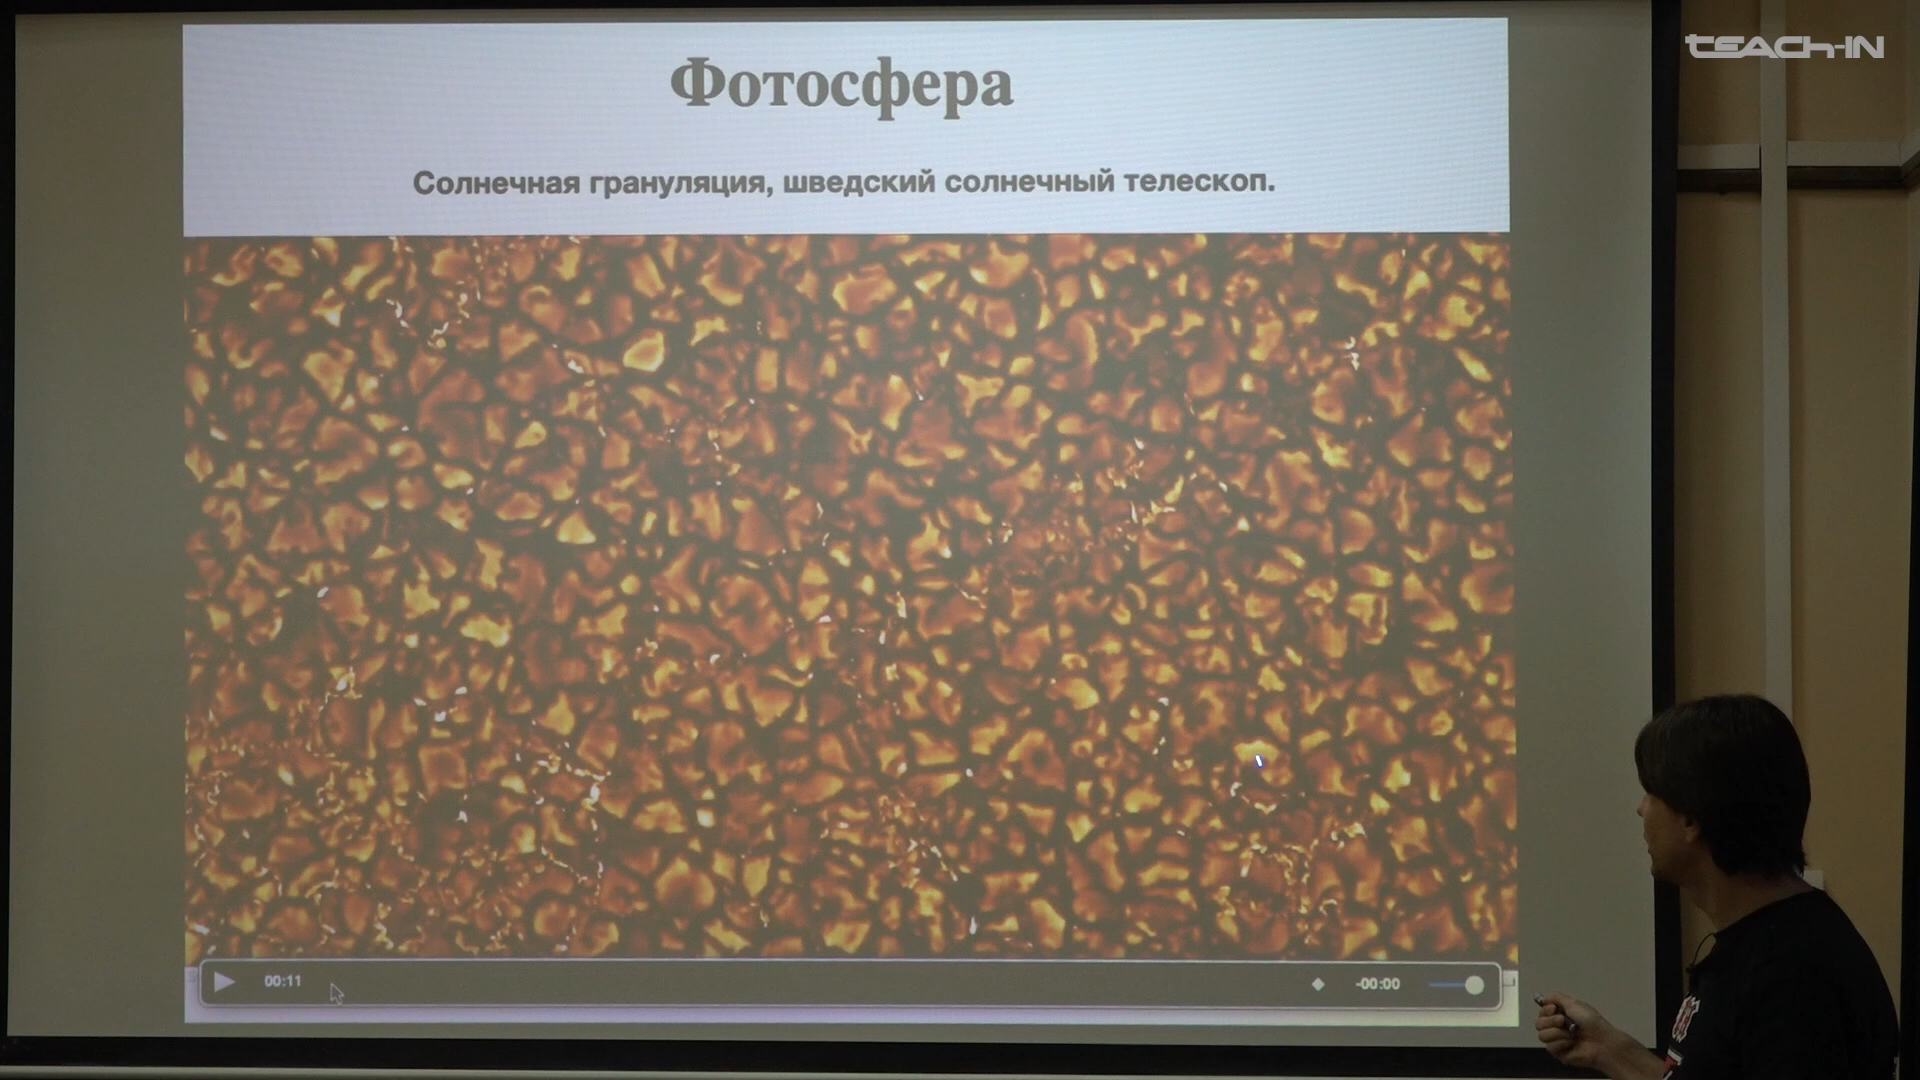 TEACH-IN
Фотосфера
Солнечная грануляция, шведский солнечный телескоп.
00:11
-00:00